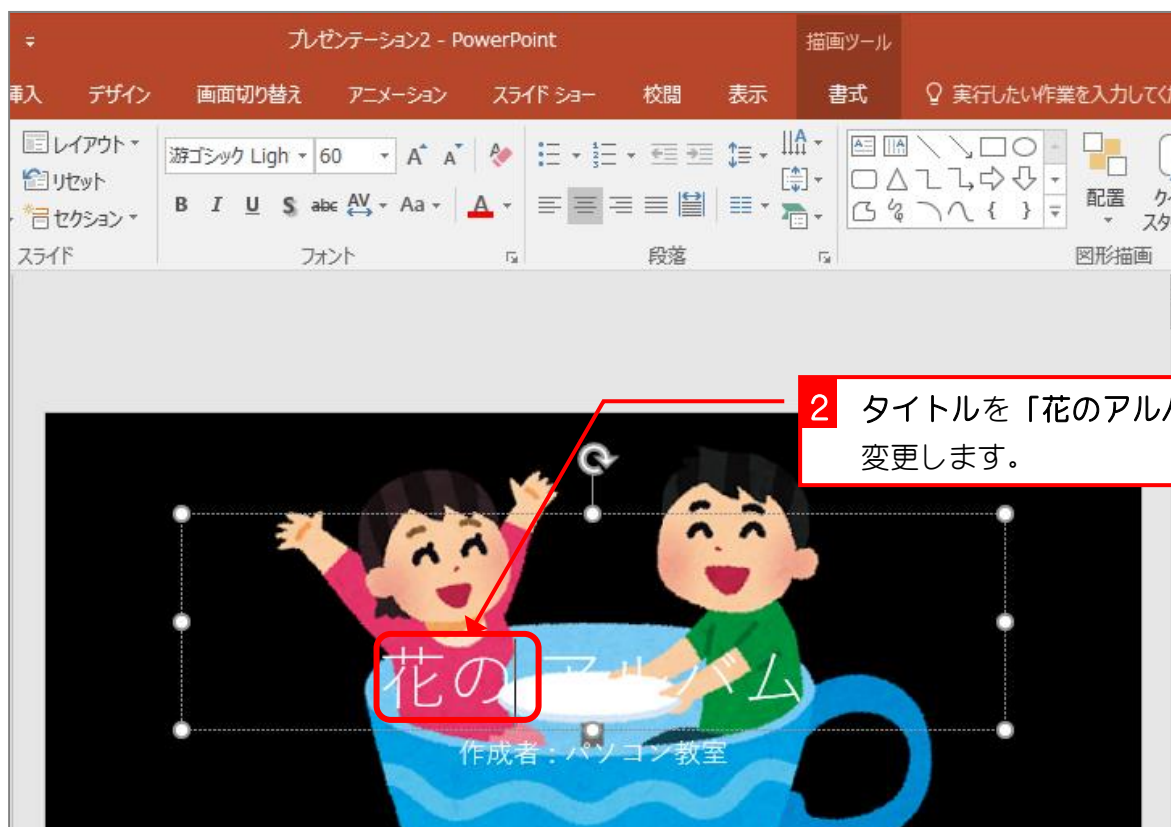 プレゼンテーション2 - PowerPoint
描画ツール
挿入 デザイン 画面切り替え アニメーション スライド ショー 校閲 表示 書式 実行したい作業を入力してくだ
レイアウト
リセット
セクション
游ゴシック Ligh 60 A A
B I U S abc AV Aa A
配置
スライド フォント 段落 図形描画
2 タイトルを「花のアルバ
変更します。
花の アルバム
作成者：パソコン教室